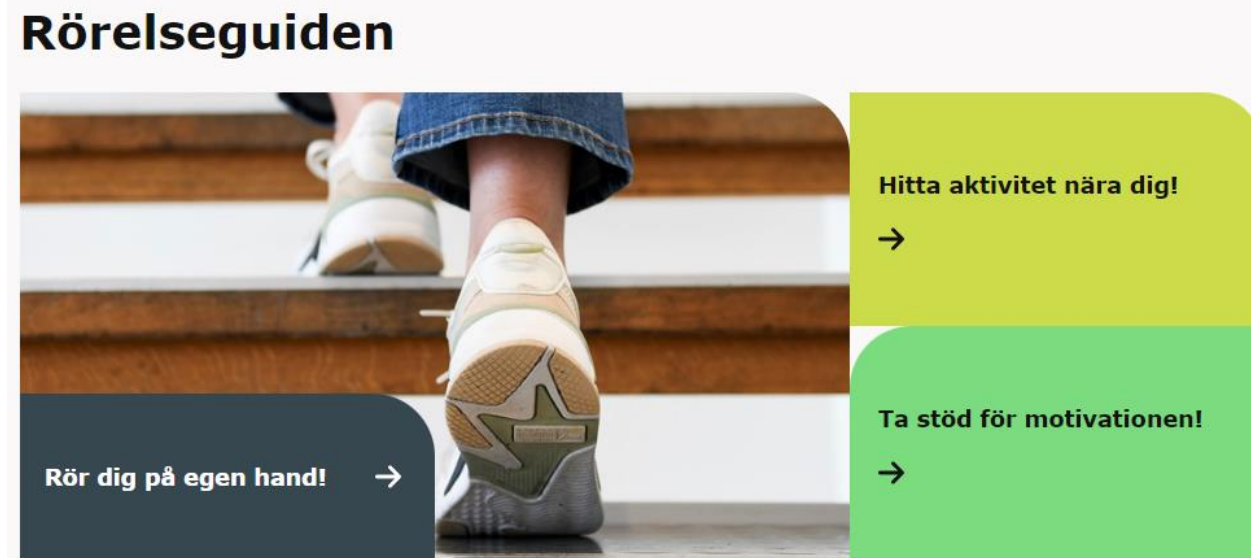 Rörelseguiden
Hitta aktivitet nära dig!
Ta stöd för motivationen!
Rör dig på egen hand!